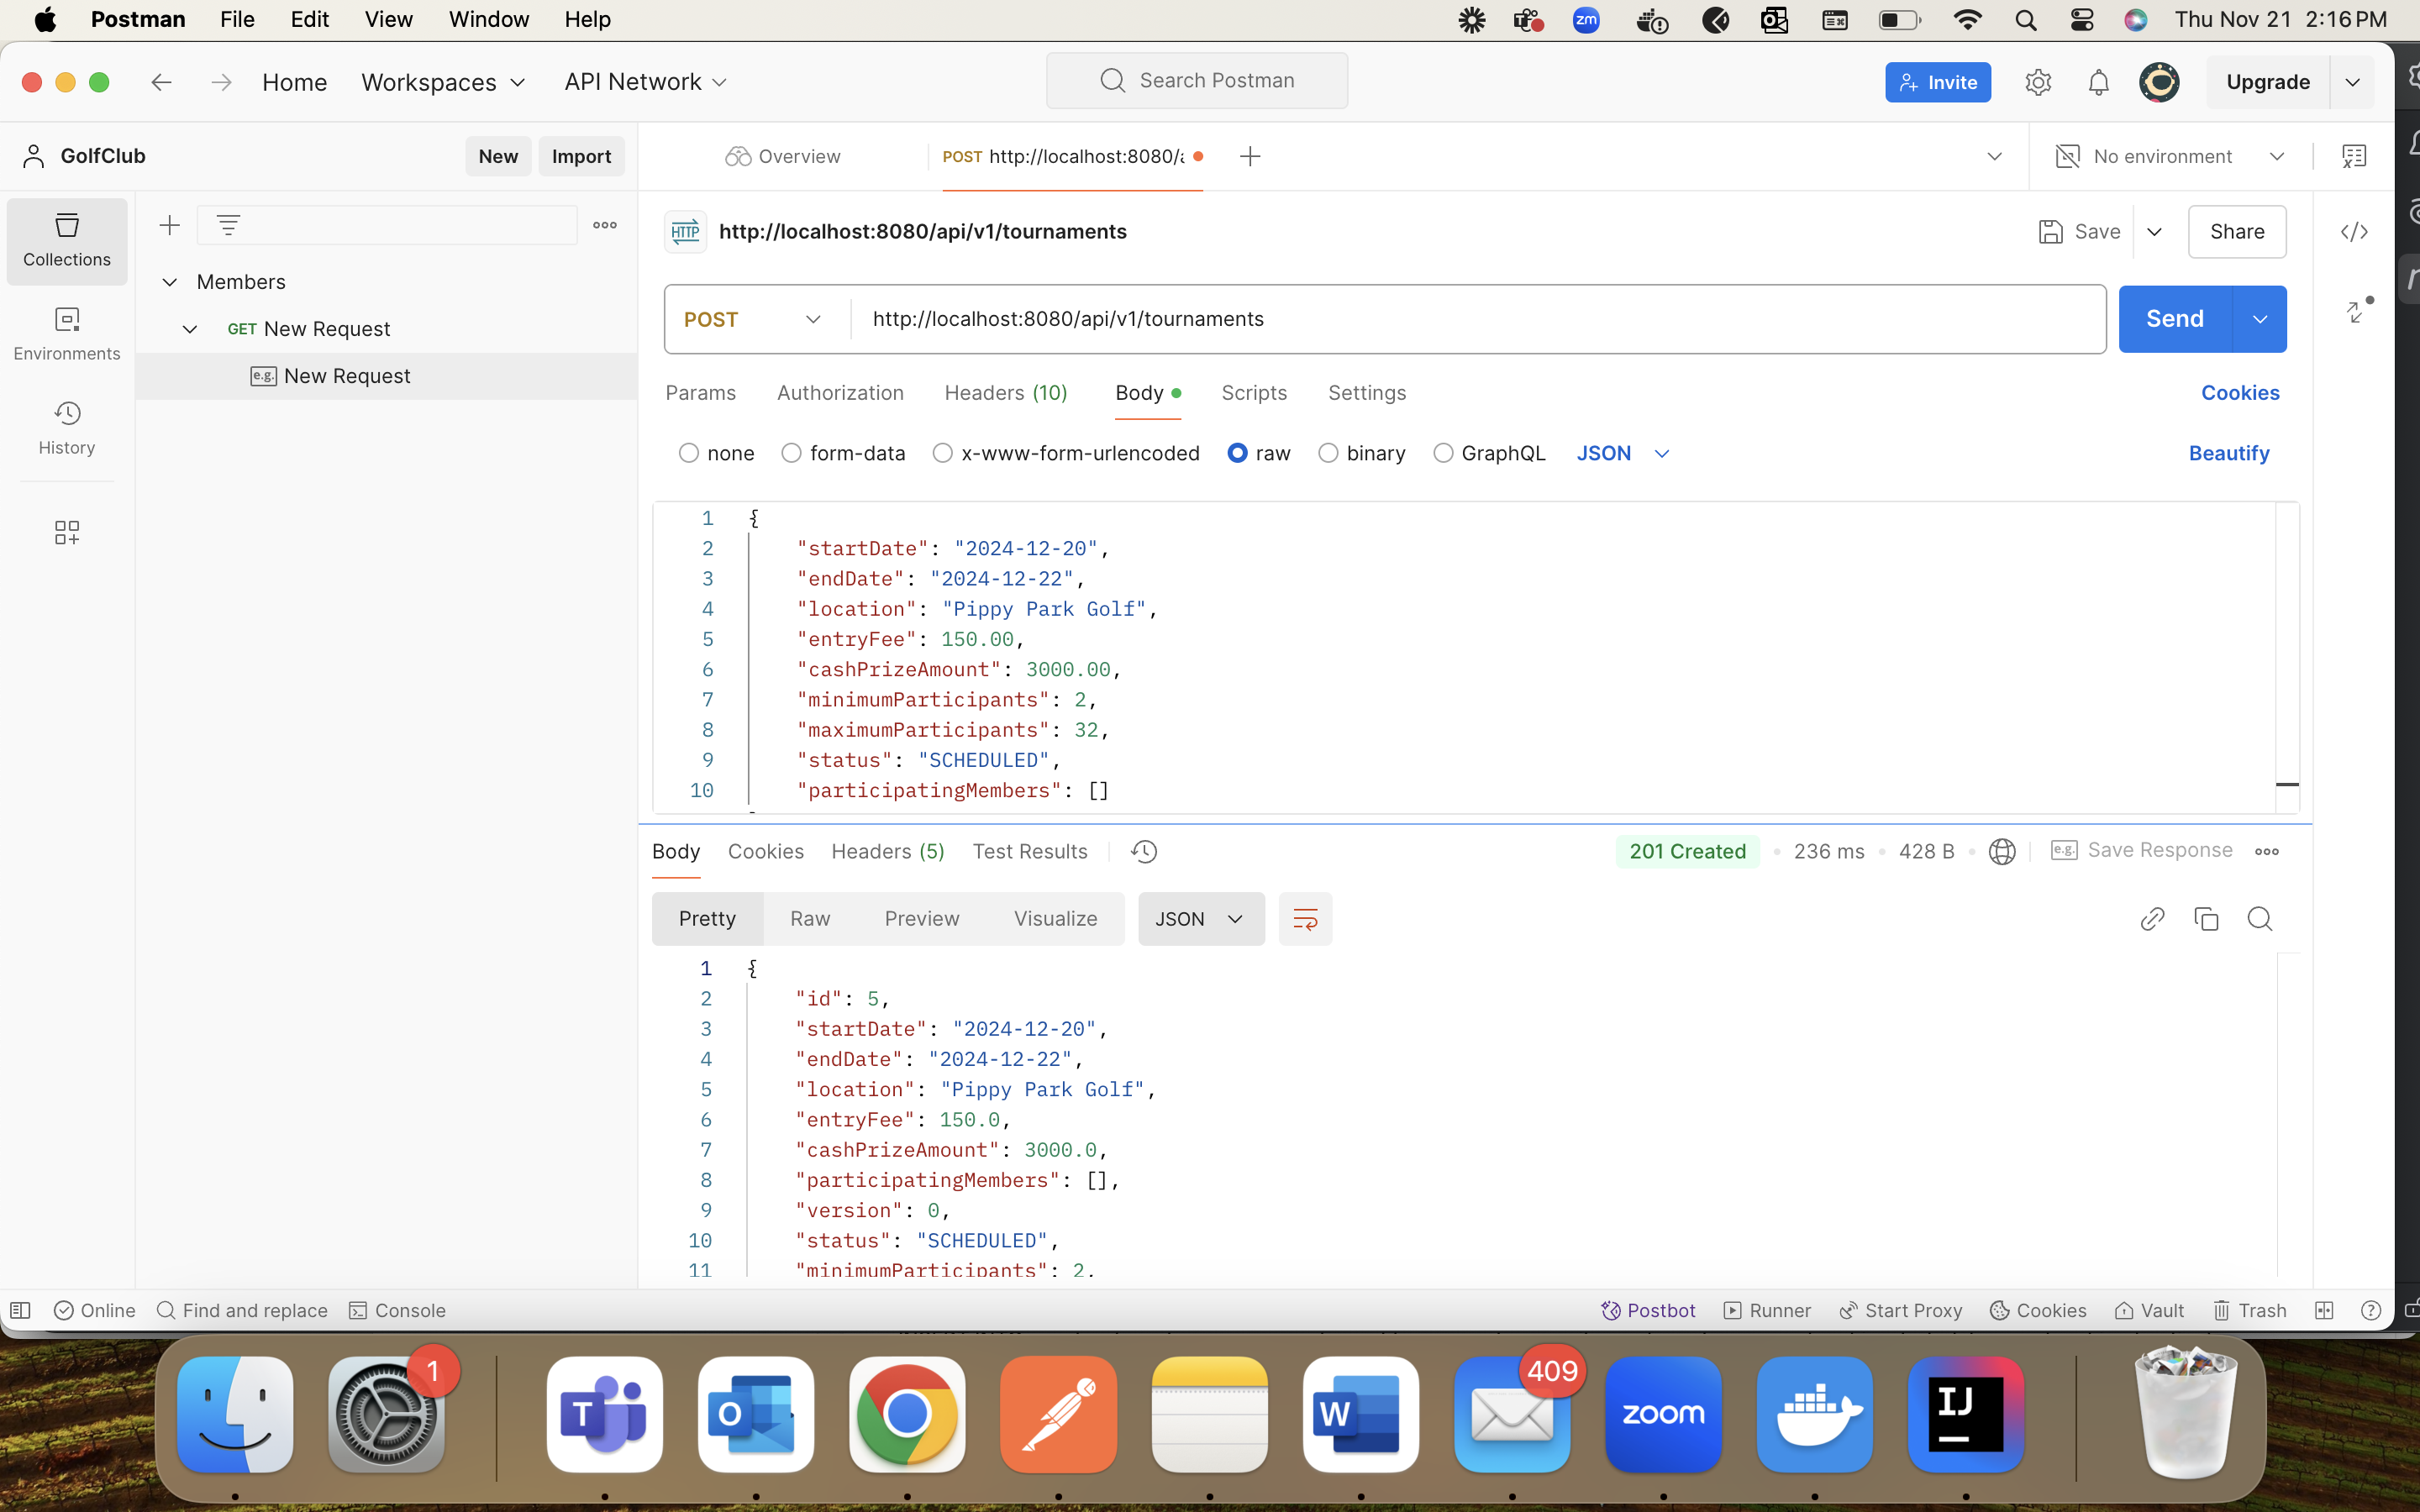 Postman File Edit View Window Help
zm
Thu Nov 21 2:16 PM
Home Workspaces API Network
Search Postman
Invite
Upgrade
GolfClub
New
Import
Overview
POST http://localhost:8080/a
No environment
Collections
Environments
History
Members
GET New Request
e.g. New Request
HTTP http://localhost:8080/api/v1/tournaments
Save
Share
POST
http://localhost:8080/api/v1/tournaments
Send
Params Authorization Headers (10) Body Scripts Settings
Cookies
none form-data x-www-form-urlencoded raw binary GraphQL JSON
Beautify
1 {
2 "startDate": "2024-12-20",
3 "endDate": "2024-12-22",
4 "location": "Pippy Park Golf",
5 "entryFee": 150.00,
6 "cashPrizeAmount": 3000.00,
7 "minimumParticipants": 2,
8 "maximumParticipants": 32,
9 "status": "SCHEDULED",
10 "participatingMembers": []
Body Cookies Headers (5) Test Results
201 Created 236 ms 428 B
e.g. Save Response
Pretty Raw Preview Visualize JSON
1 {
2 "id": 5,
3 "startDate": "2024-12-20",
4 "endDate": "2024-12-22",
5 "location": "Pippy Park Golf",
6 "entryFee": 150.0,
7 "cashPrizeAmount": 3000.0,
8 "participatingMembers": [],
9 "version": 0,
10 "status": "SCHEDULED",
11 "minimumParticipants": 2,
Online Find and replace Console
Postbot Runner Start Proxy Cookies Vault Trash
1
T
O
W
409
zoom
IJ